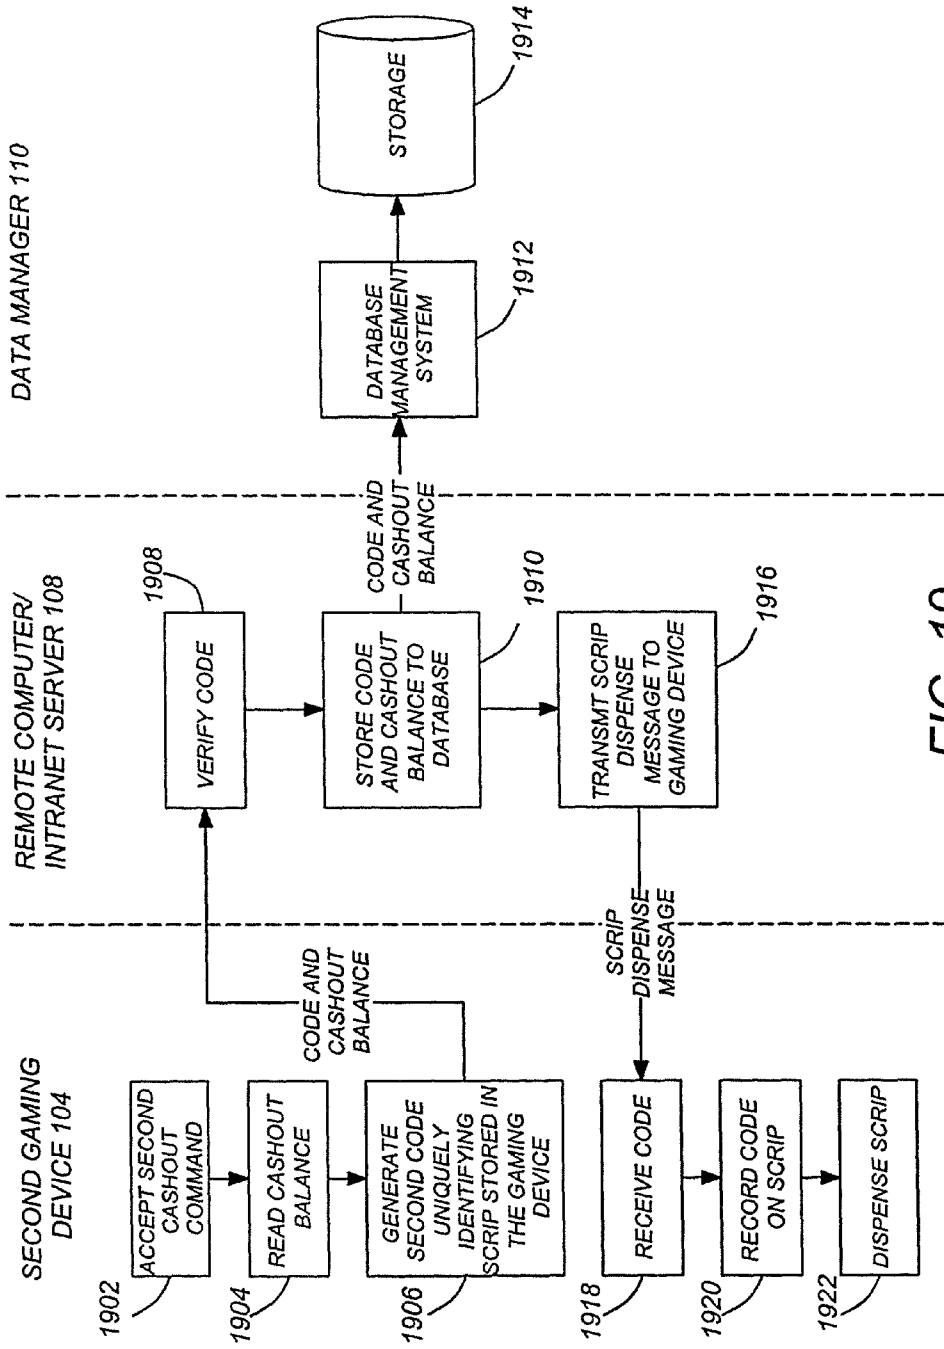 SECOND GAMING
DEVICE 104
REMOTE COMPUTER/
INTRANET SERVER 108
DATA MANAGER 110
1902
ACCEPT SECOND
CASHOUT
COMMAND
1904
READ CASHOUT
BALANCE
1906
GENERATE
SECOND CODE
UNIQUELY
IDENTIFYING
SCRIP STORED IN
THE GAMING
DEVICE
CODE AND
CASHOUT
BALANCE
1908
VERIFY CODE
STORE CODE
AND CASHOUT
BALANCE TO
DATABASE
1910
CODE AND
CASHOUT
BALANCE
DATABASE
MANAGEMENT
SYSTEM
1912
STORAGE
1914
TRANSMT SCRIP
DISPENSE
MESSAGE TO
GAMING DEVICE
1916
SCRIP
DISPENSE
MESSAGE
1918
RECEIVE CODE
1920
RECORD CODE
ON SCRIP
1922
DISPENSE SCRIP